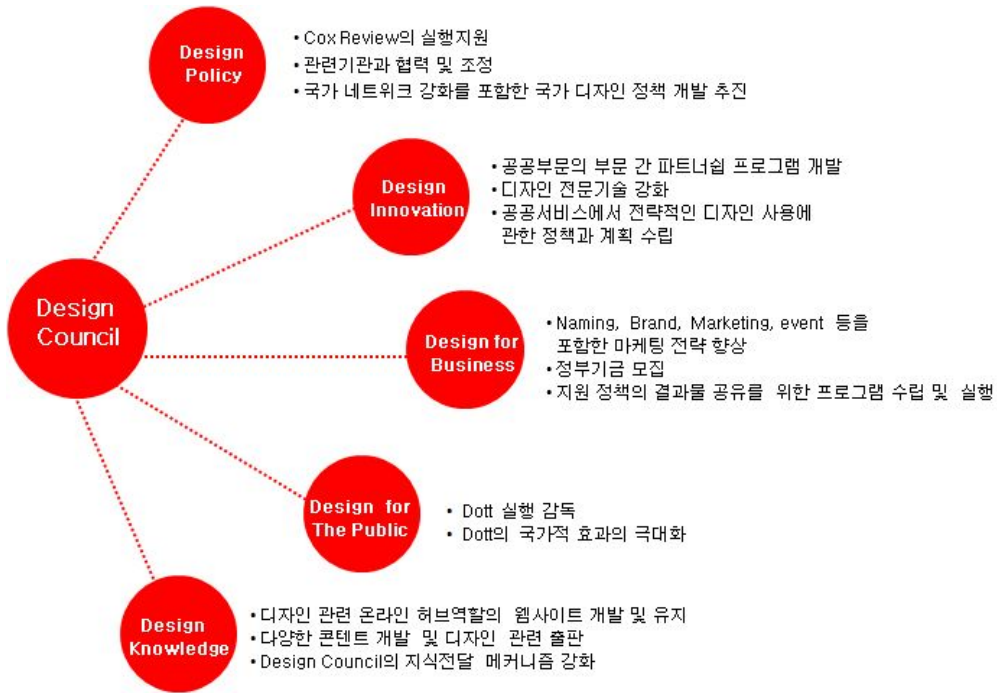 Design
Policy
• Cox Review의 실행지원
• 관련기관과 협력 및 조정
• 국가 네트워크 강화를 포함한 국가 디자인 정책 개발 추진
Design
Innovation
• 공공부문의 부문 간 파트너쉽 프로그램 개발
• 디자인 전문기술 강화
• 공공서비스에서 전략적인 디자인 사용에
관한 정책과 계획 수립
Design
Council
Design for
Business
• Naming, Brand, Marketing, event 등을
포함한 마케팅 전략 향상
• 정부기금 모집
• 지원 정책의 결과물 공유를 위한 프로그램 수립 및 실행
Design for
The Public
• Dott 실행 감독
• Dott의 국가적 효과의 극대화
Design
Knowledge
• 디자인 관련 온라인 허브역할의 웹사이트 개발 및 유지
• 다양한 콘텐트 개발 및 디자인 관련 출판
• Design Council의 지식전달 메커니즘 강화